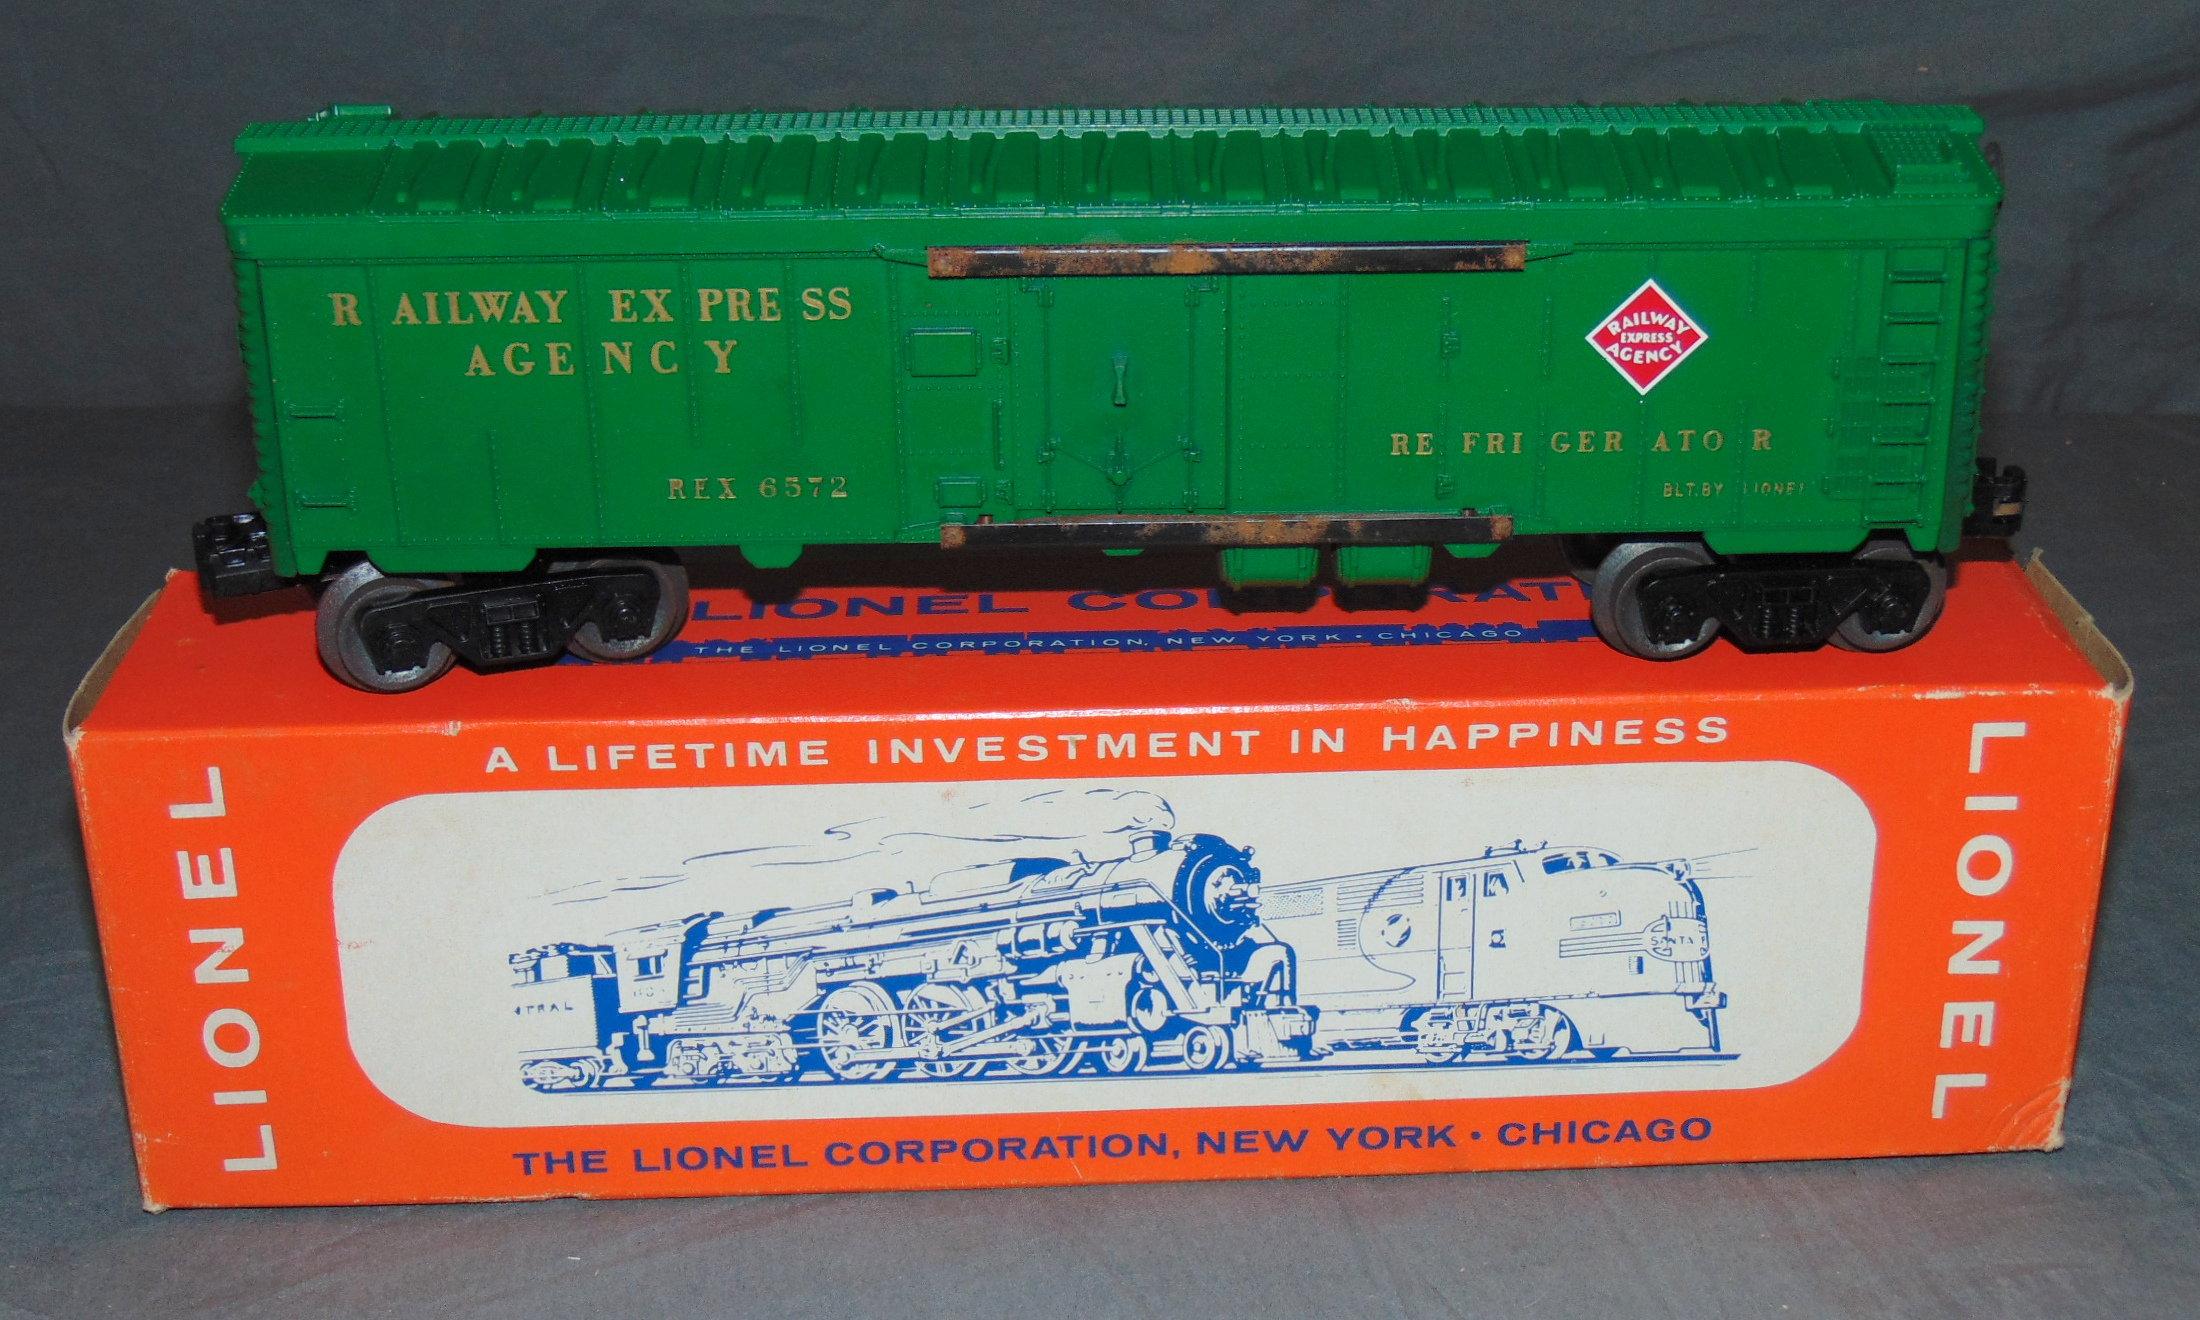 RAILWAY EXPRESS
AGENCY
REX 6572
RAILWAY
EXPRESS
AGENCY
REFRIGERATOR
BLT. BY LIONEL
LIONEL
THE LIONEL CORPORATION, NEW YORK • CHICAGO
A LIFETIME INVESTMENT IN HAPPINESS
LIONEL
LIONEL
TRAL
THE LIONEL CORPORATION, NEW YORK • CHICAGO